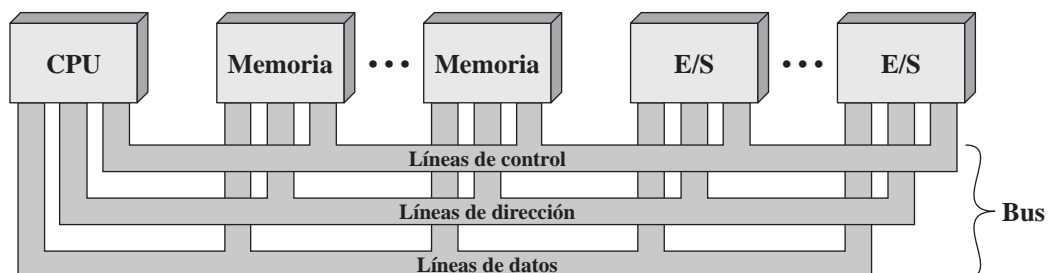 CPU Memoria ••• Memoria E/S ••• E/S
Líneas de control
Líneas de dirección
Bus
Líneas de datos